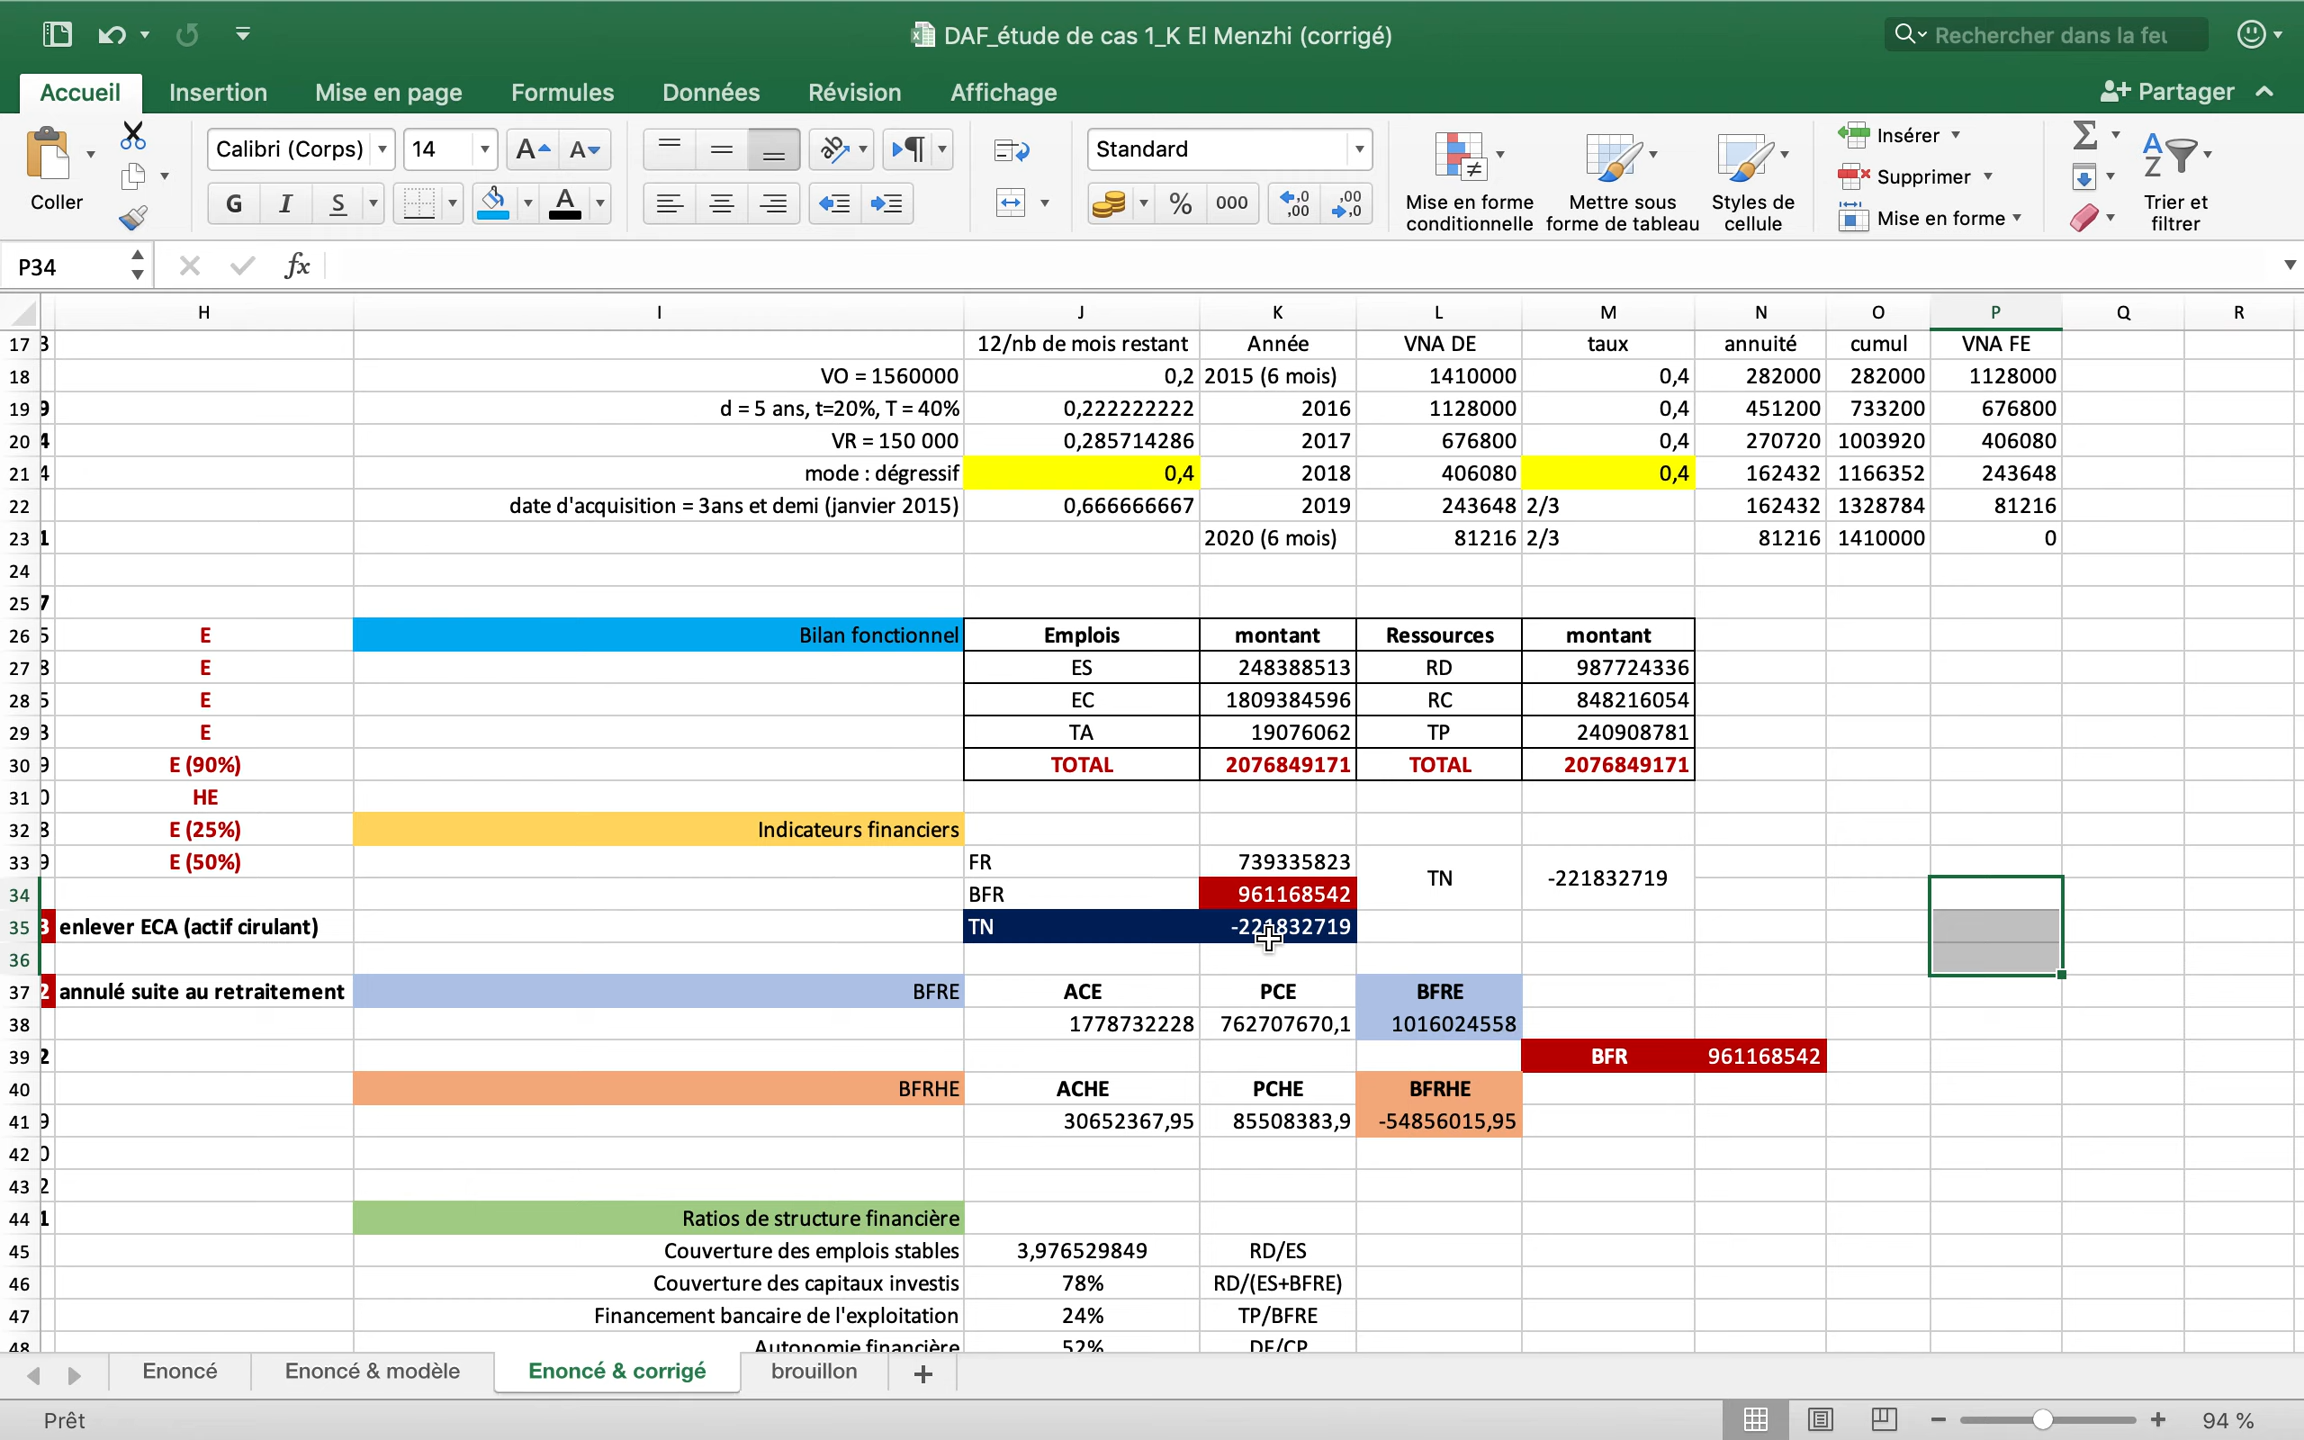 DAF_étude de cas 1_K El Menzhi (corrigé)
Rechercher dans la feu
Accueil Insertion Mise en page Formules Données Révision Affichage Partager
Coller
Calibri (Corps) 14
G I S
Standard
% 000
Mise en forme conditionnelle
Mettre sous forme de tableau
Styles de cellule
Insérer
Supprimer
Mise en forme
Trier et filtrer
P34 fx
H I J K L M N O P Q R
17 3 12/nb de mois restant Année VNA DE taux annuité cumul VNA FE
18 VO = 1560000 0,2 2015 (6 mois) 1410000 0,4 282000 282000 1128000
19 9 d = 5 ans, t=20%, T = 40% 0,222222222 2016 1128000 0,4 451200 733200 676800
20 4 VR = 150 000 0,285714286 2017 676800 0,4 270720 1003920 406080
21 4 mode : dégressif 0,4 2018 406080 0,4 162432 1166352 243648
22 date d'acquisition = 3ans et demi (janvier 2015) 0,666666667 2019 243648 2/3 162432 1328784 81216
23 1 2020 (6 mois) 81216 2/3 81216 1410000 0
24
25 7
26 5 E Bilan fonctionnel Emplois montant Ressources montant
27 8 E ES 248388513 RD 987724336
28 5 E EC 1809384596 RC 848216054
29 3 E TA 19076062 TP 240908781
30 9 E (90%) TOTAL 2076849171 TOTAL 2076849171
31 0 HE
32 8 E (25%) Indicateurs financiers
33 9 E (50%) FR 739335823 TN -221832719
34 BFR 961168542
35 3 enlever ECA (actif cirulant) TN -221832719
36
37 2 annulé suite au retraitement BFRE ACE PCE BFRE
38 1778732228 762707670,1 1016024558
39 2 BFR 961168542
40 BFRHE ACHE PCHE BFRHE
41 9 30652367,95 85508383,9 -54856015,95
42 0
43 2
44 1 Ratios de structure financière
45 Couverture des emplois stables 3,976529849 RD/ES
46 Couverture des capitaux investis 78% RD/(ES+BFRE)
47 Financement bancaire de l'exploitation 24% TP/BFRE
48 Autonomie financière 52% DF/CP
Enoncé Enoncé & modèle Enoncé & corrigé brouillon +
Prêt 94 %